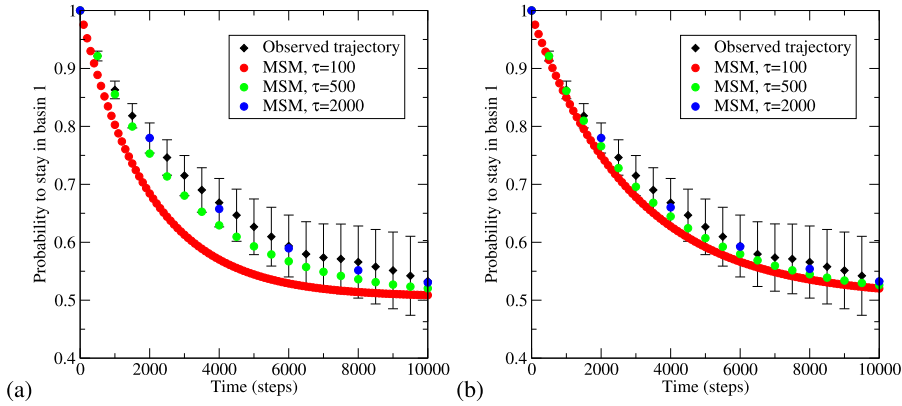 1
0.9
0.8
0.7
0.6
0.5
0.4
Probability to stay in basin 1
0 2000 4000 6000 8000 10000
Time (steps)
Observed trajectory
MSM, τ=100
MSM, τ=500
MSM, τ=2000
(a)
1
0.9
0.8
0.7
0.6
0.5
0.4
Probability to stay in basin 1
0 2000 4000 6000 8000 10000
Time (steps)
Observed trajectory
MSM, τ=100
MSM, τ=500
MSM, τ=2000
(b)